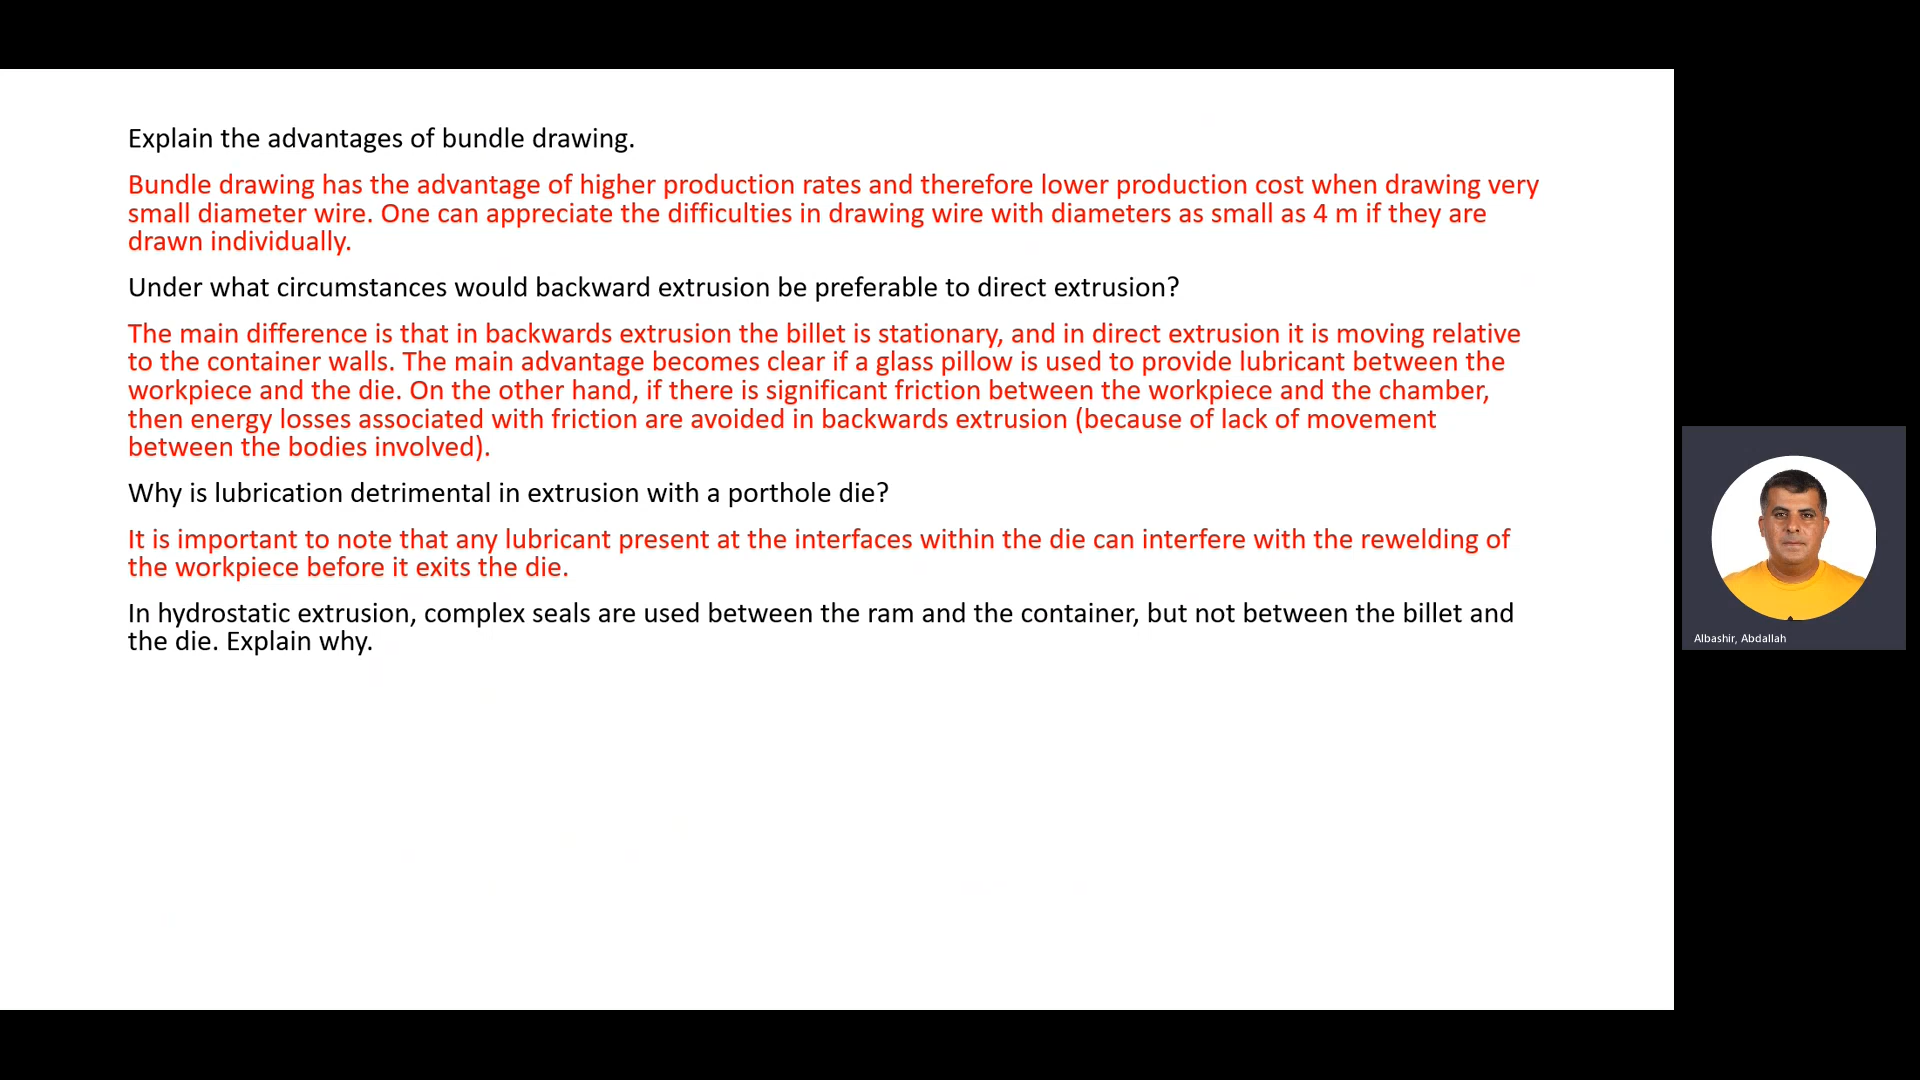 Explain the advantages of bundle drawing.
Bundle drawing has the advantage of higher production rates and therefore lower production cost when drawing very
small diameter wire. One can appreciate the difficulties in drawing wire with diameters as small as 4 m if they are
drawn individually.
Under what circumstances would backward extrusion be preferable to direct extrusion?
The main difference is that in backwards extrusion the billet is stationary, and in direct extrusion it is moving relative
to the container walls. The main advantage becomes clear if a glass pillow is used to provide lubricant between the
workpiece and the die. On the other hand, if there is significant friction between the workpiece and the chamber,
then energy losses associated with friction are avoided in backwards extrusion (because of lack of movement
between the bodies involved).
Why is lubrication detrimental in extrusion with a porthole die?
It is important to note that any lubricant present at the interfaces within the die can interfere with the rewelding of
the workpiece before it exits the die.
In hydrostatic extrusion, complex seals are used between the ram and the container, but not between the billet and
the die. Explain why.
Albashir, Abdallah